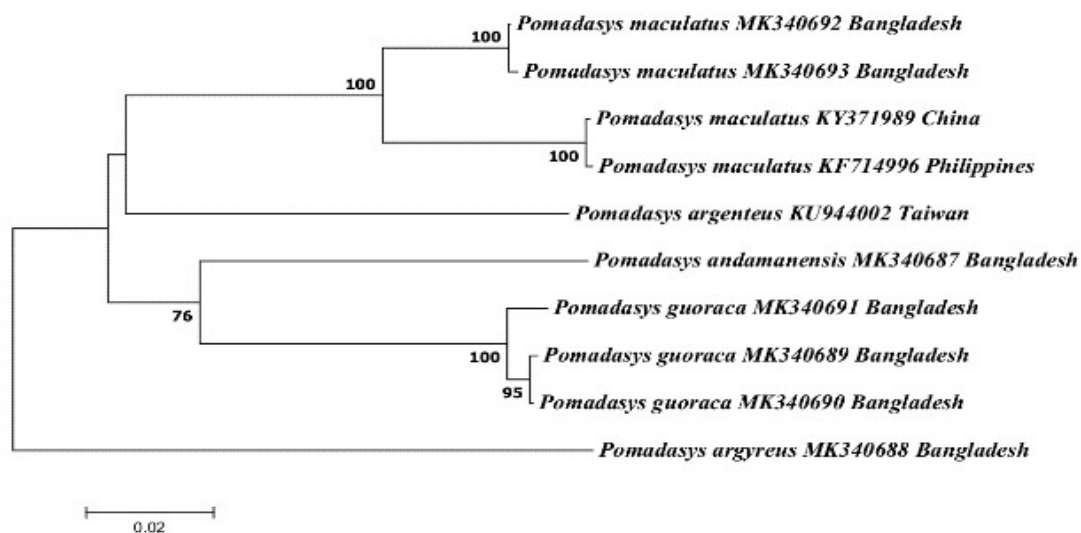 Pomadasys maculatus MK340692 Bangladesh
100
Pomadasys maculatus MK340693 Bangladesh
100
Pomadasys maculatus KY371989 China
100
Pomadasys maculatus KF714996 Philippines
Pomadasys argenteus KU944002 Taiwan
Pomadasys andamanensis MK340687 Bangladesh
76
Pomadasys guoraca MK340691 Bangladesh
100
Pomadasys guoraca MK340689 Bangladesh
95
Pomadasys guoraca MK340690 Bangladesh
Pomadasys argyreus MK340688 Bangladesh
0.02